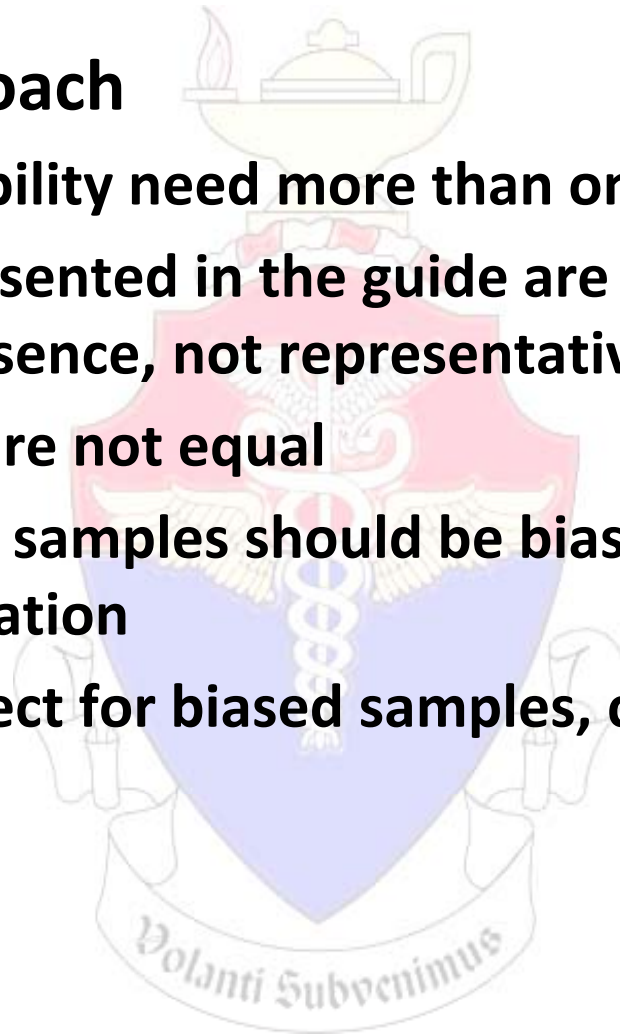 oach
bility need more than or
sented in the guide are
sence, not representativ
re not equal
samples should be bias
ation
ect for biased samples, c
Volanti Subvenimus